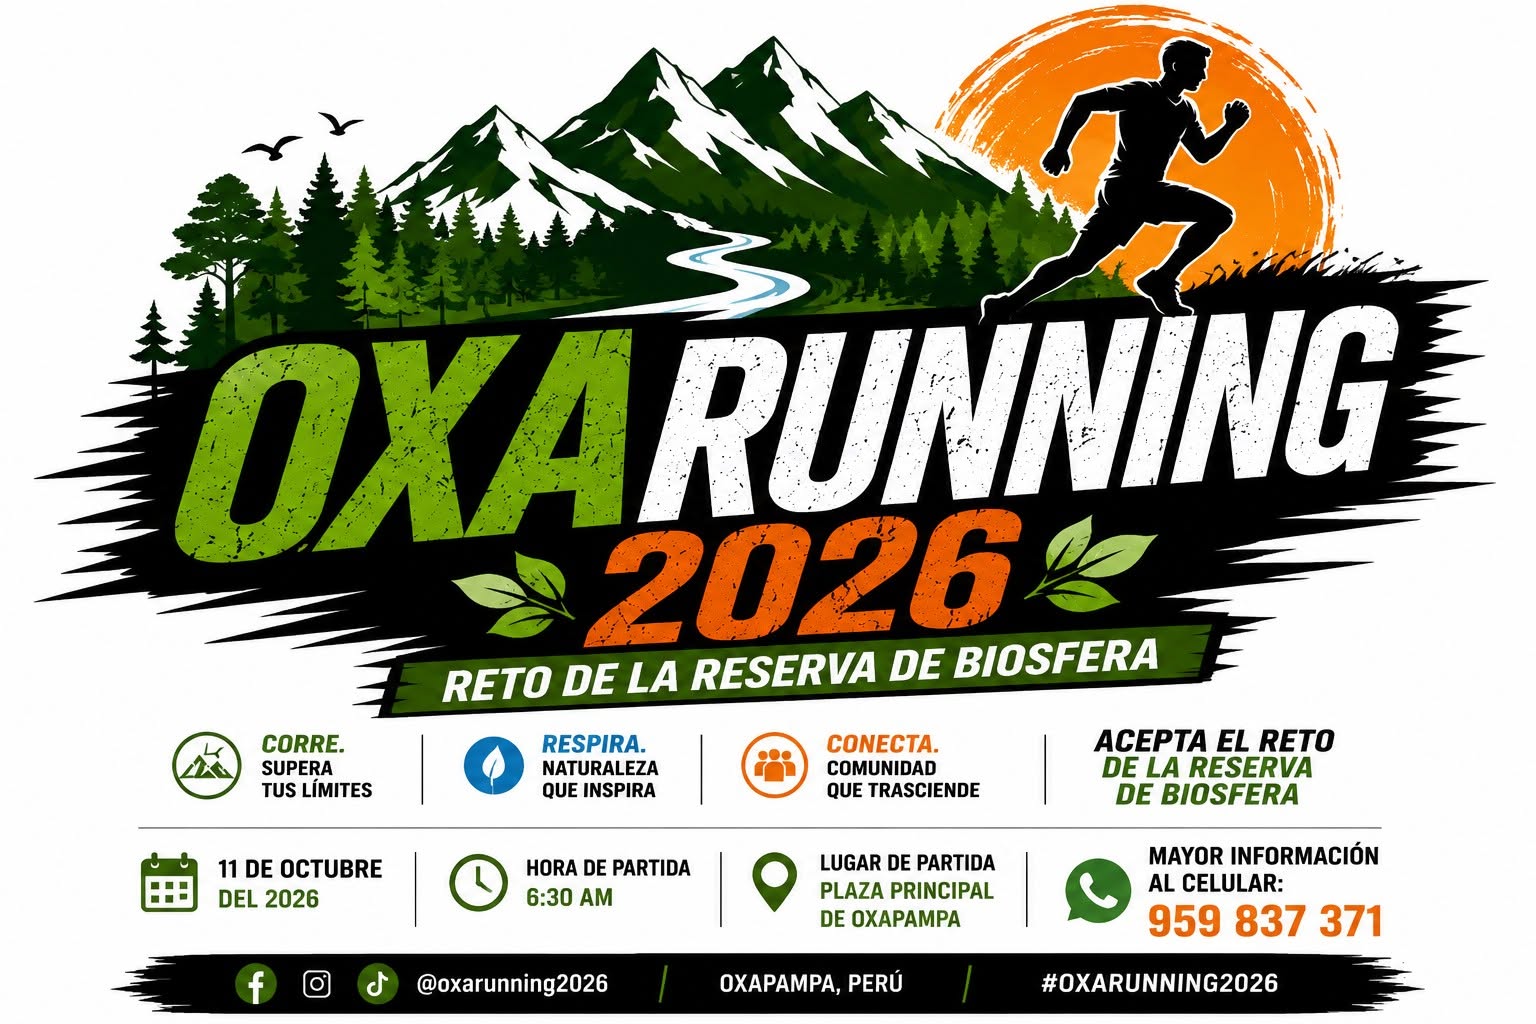 OXARUNNING
2026
RETO DE LA RESERVA DE BIOSFERA
CORRE.
SUPERA
TUS LÍMITES
RESPIRA.
NATURALEZA
QUE INSPIRA
CONECTA.
COMUNIDAD
QUE TRASCIENDE
ACEPTA EL RETO
DE LA RESERVA
DE BIOSFERA
11 DE OCTUBRE
DEL 2026
HORA DE PARTIDA
6:30 AM
LUGAR DE PARTIDA
PLAZA PRINCIPAL
DE OXAPAMPA
MAYOR INFORMACIÓN
AL CELULAR:
959 837 371
@oxarunning2026
OXAPAMPA, PERÚ
#OXARUNNING2026